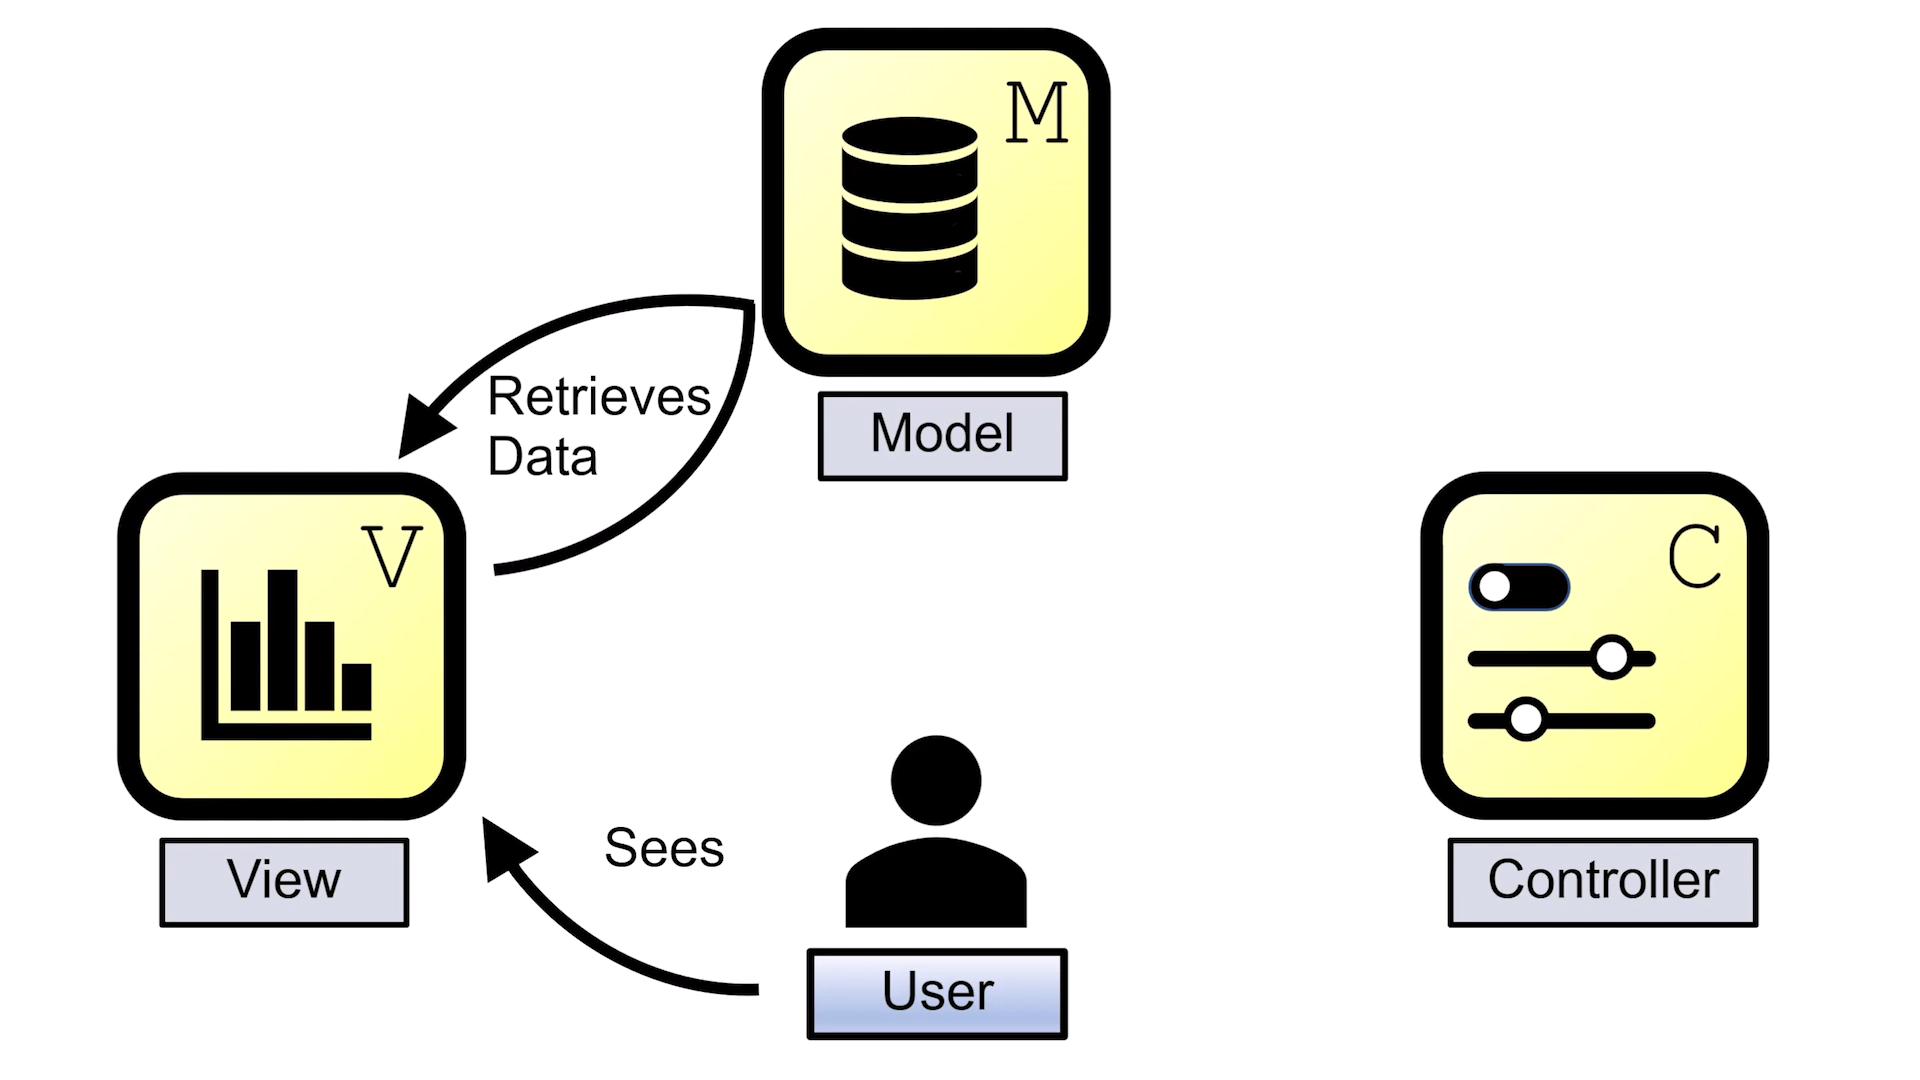 M
Retrieves
Data
Model
V
C
Sees
View
Controller
User